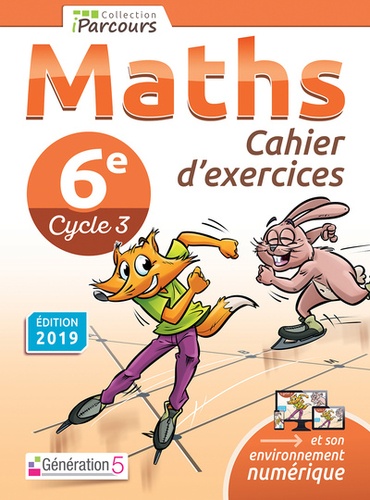 Collection
iParcours
Maths
Cahier
d'exercices
6e
Cycle 3
ÉDITION
2019
Génération 5
et son
environnement
numérique